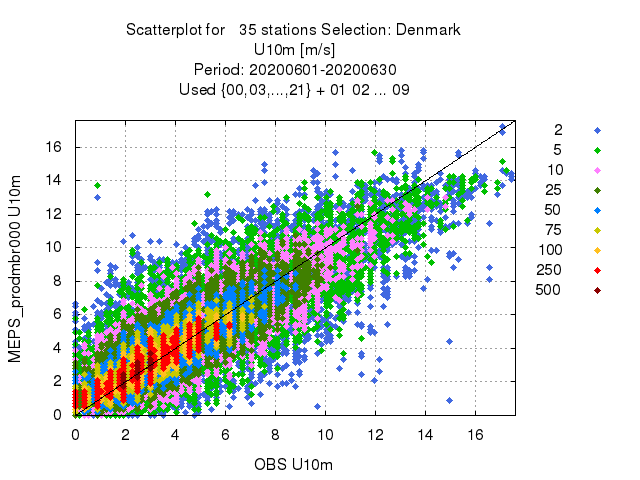 Scatterplot for 35 stations Selection: Denmark
U10m [m/s]
Period: 20200601-20200630
Used {00,03,...,21} + 01 02 ... 09
MEPS_prodmbr000 U10m
16
14
12
10
8
6
4
2
0
0 2 4 6 8 10 12 14 16
OBS U10m
2
5
10
25
50
75
100
250
500